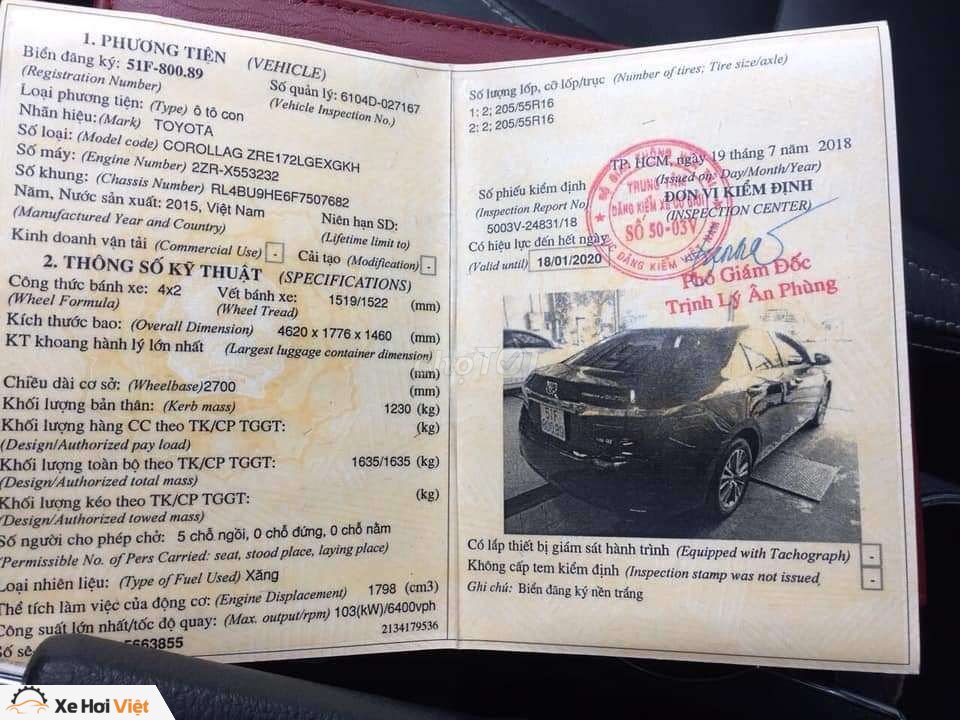 1. PHƯƠNG TIỆN (VEHICLE)
Biển đăng ký: 51F-800.89
(Registration Number)
Số quản lý: 6104D-027167
(Vehicle Inspection No.)
Loại phương tiện: (Type) ô tô con
Nhãn hiệu: (Mark) TOYOTA
Số loại: (Model code) COROLLAG ZRE172LGEXGKH
Số máy: (Engine Number) 2ZR-X553232
Số khung: (Chassis Number) RL4BU9HE6F7507682
Năm, Nước sản xuất: 2015, Việt Nam
(Manufactured Year and Country)
Niên hạn SD:
(Lifetime limit to)
Kinh doanh vận tải (Commercial Use) - Cải tạo (Modification) -
2. THÔNG SỐ KỸ THUẬT (SPECIFICATIONS)
Công thức bánh xe: 4x2
(Wheel Formula)
Vết bánh xe: 1519/1522 (mm)
(Wheel Tread)
Kích thước bao: (Overall Dimension) 4620 x 1776 x 1460 (mm)
KT khoang hành lý lớn nhất (Largest luggage container dimension)
(mm)
Chiều dài cơ sở: (Wheelbase) 2700 (mm)
Khối lượng bản thân: (Kerb mass) 1230 (kg)
Khối lượng hàng CC theo TK/CP TGGT: (kg)
(Design/Authorized pay load)
Khối lượng toàn bộ theo TK/CP TGGT: 1635/1635 (kg)
(Design/Authorized total mass)
Khối lượng kéo theo TK/CP TGGT: (kg)
(Design/Authorized towed mass)
Số người cho phép chở: 5 chỗ ngồi, 0 chỗ đứng, 0 chỗ nằm
(Permissible No. of Pers Carried: seat, stood place, laying place)
Loại nhiên liệu: (Type of Fuel Used) Xăng
Thể tích làm việc của động cơ: (Engine Displacement) 1798 (cm3)
Công suất lớn nhất/tốc độ quay: (Max. output/rpm) 103(kW)/6400vph
2134179536
Số sê 5663855
Số lượng lốp, cỡ lốp/trục (Number of tires; Tire size/axle)
1: 2; 205/55R16
2: 2; 205/55R16
TP. HCM, ngày 19 tháng 7 năm 2018
(Issued on: Day/Month/Year)
Số phiếu kiểm định
(Inspection Report No)
5003V-24831/18
ĐƠN VỊ KIỂM ĐỊNH
(INSPECTION CENTER)
Có hiệu lực đến hết ngày
(Valid until) 18/01/2020
TRUNG TÂM
ĐĂNG KIỂM XE CƠ GIỚI
SỐ 50-03V
Phó Giám Đốc
Trịnh Lý Ân Phùng
chợTỐT
Có lắp thiết bị giám sát hành trình (Equipped with Tachograph) -
Không cấp tem kiểm định (Inspection stamp was not issued) -
Ghi chú: Biển đăng ký nền trắng
Xe Hơi Việt